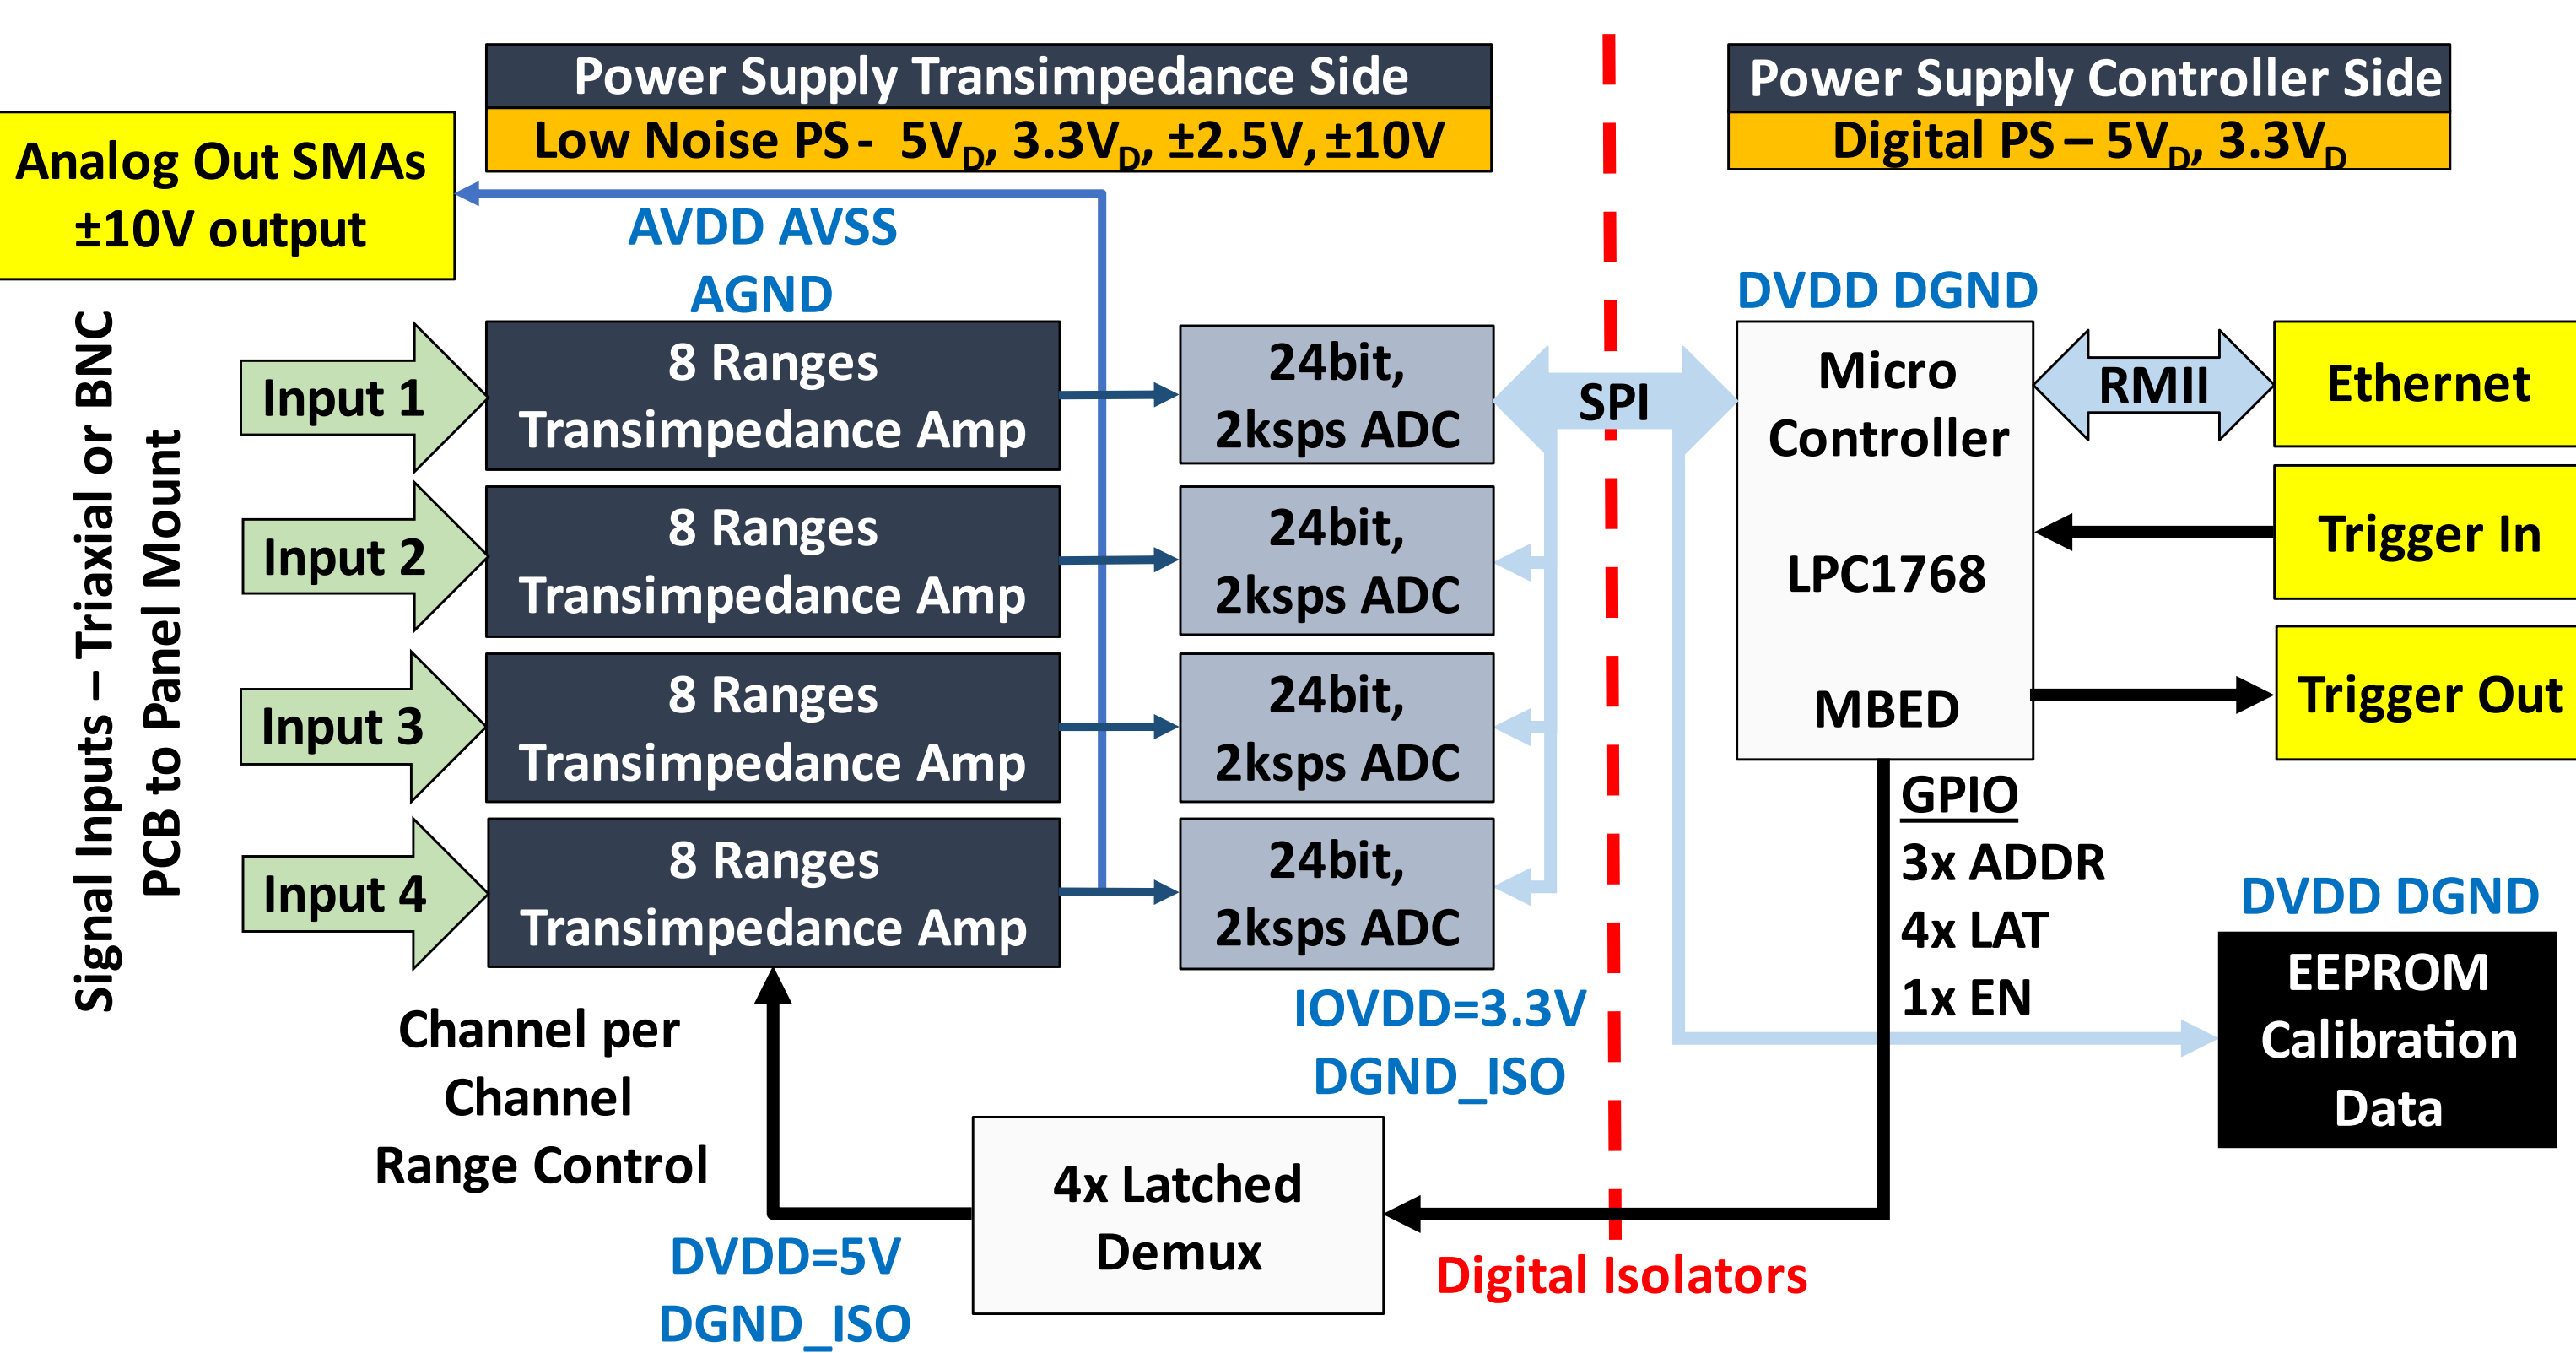 Power Supply Transimpedance Side
Low Noise PS - 5VD, 3.3VD, ±2.5V, ±10V
Power Supply Controller Side
Digital PS – 5VD, 3.3VD
Analog Out SMAs
±10V output
AVDD AVSS
AGND
DVDD DGND
Signal Inputs – Triaxial or BNC
PCB to Panel Mount
Input 1
8 Ranges
Transimpedance Amp
24bit,
2ksps ADC
Input 2
8 Ranges
Transimpedance Amp
24bit,
2ksps ADC
Input 3
8 Ranges
Transimpedance Amp
24bit,
2ksps ADC
Input 4
8 Ranges
Transimpedance Amp
24bit,
2ksps ADC
SPI
Micro
Controller
LPC1768
MBED
RMII
Ethernet
Trigger In
Trigger Out
GPIO
3x ADDR
4x LAT
1x EN
DVDD DGND
EEPROM
Calibration
Data
IOVDD=3.3V
DGND_ISO
Channel per
Channel
Range Control
4x Latched
Demux
DVDD=5V
DGND_ISO
Digital Isolators